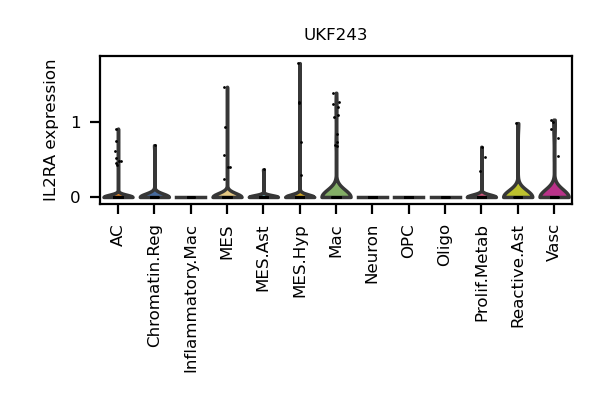 UKF243
IL2RA expression
1
0
AC
Chromatin.Reg
Inflammatory.Mac
MES
MES.Ast
MES.Hyp
Mac
Neuron
OPC
Oligo
Prolif.Metab
Reactive.Ast
Vasc